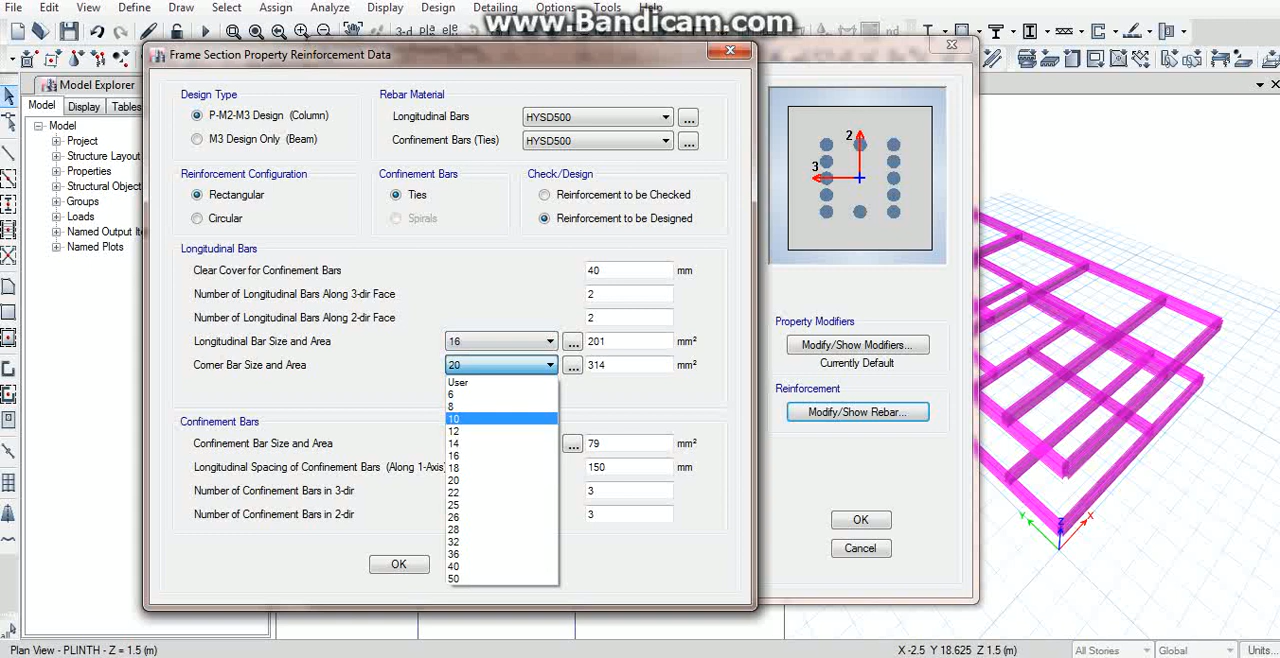 File Edit View Define Draw Select Assign Analyze Display Design Detailing Options Tools Help
www.Bandicam.com
Frame Section Property Reinforcement Data
Model Explorer
Model Display Tables
Model
Project
Structure Layout
Properties
Structural Object
Groups
Loads
Named Output Ite
Named Plots
Design Type
P-M2-M3 Design (Column)
M3 Design Only (Beam)
Rebar Material
Longitudinal Bars HYSD500 ...
Confinement Bars (Ties) HYSD500 ...
Reinforcement Configuration
Rectangular
Circular
Confinement Bars
Ties
Spirals
Check/Design
Reinforcement to be Checked
Reinforcement to be Designed
Longitudinal Bars
Clear Cover for Confinement Bars 40 mm
Number of Longitudinal Bars Along 3-dir Face 2
Number of Longitudinal Bars Along 2-dir Face 2
Longitudinal Bar Size and Area 16 ... 201 mm²
Corner Bar Size and Area 20 ... 314 mm²
User
6
8
10
12
14
16
18
20
22
25
26
28
32
36
40
50
Confinement Bars
Confinement Bar Size and Area ... 79 mm²
Longitudinal Spacing of Confinement Bars (Along 1-Axis) 150 mm
Number of Confinement Bars in 3-dir 3
Number of Confinement Bars in 2-dir 3
OK
2
3
Property Modifiers
Modify/Show Modifiers...
Currently Default
Reinforcement
Modify/Show Rebar...
OK
Cancel
Z
Y
X
Plan View - PLINTH - Z = 1.5 (m) X -2.5 Y 18.625 Z 1.5 (m) All Stories Global Units...